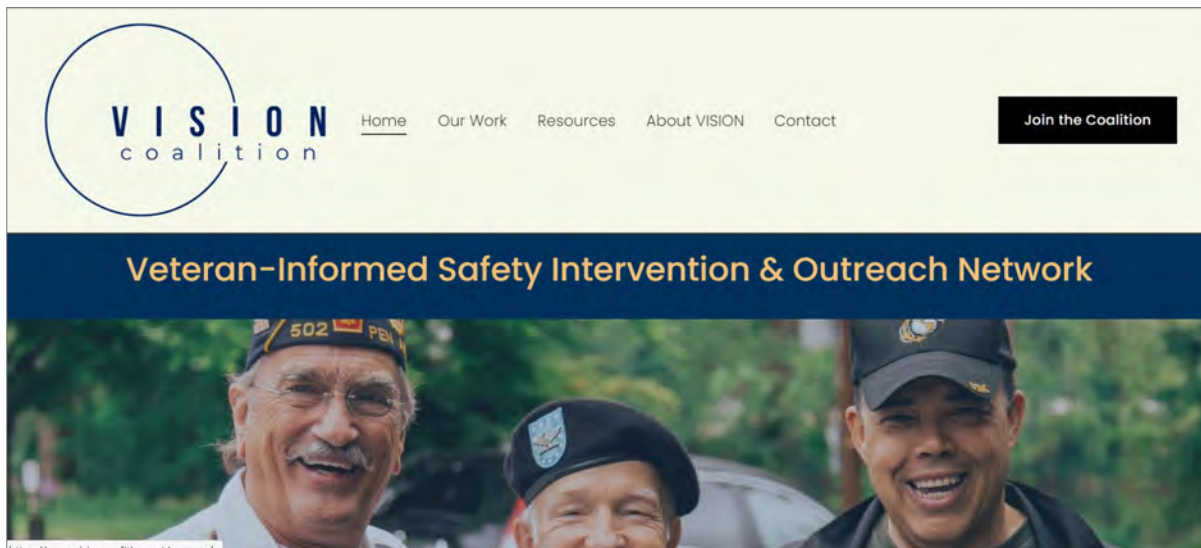 VISION
coalition
Home Our Work Resources About VISION Contact
Join the Coalition
Veteran-Informed Safety Intervention & Outreach Network
502 PEN